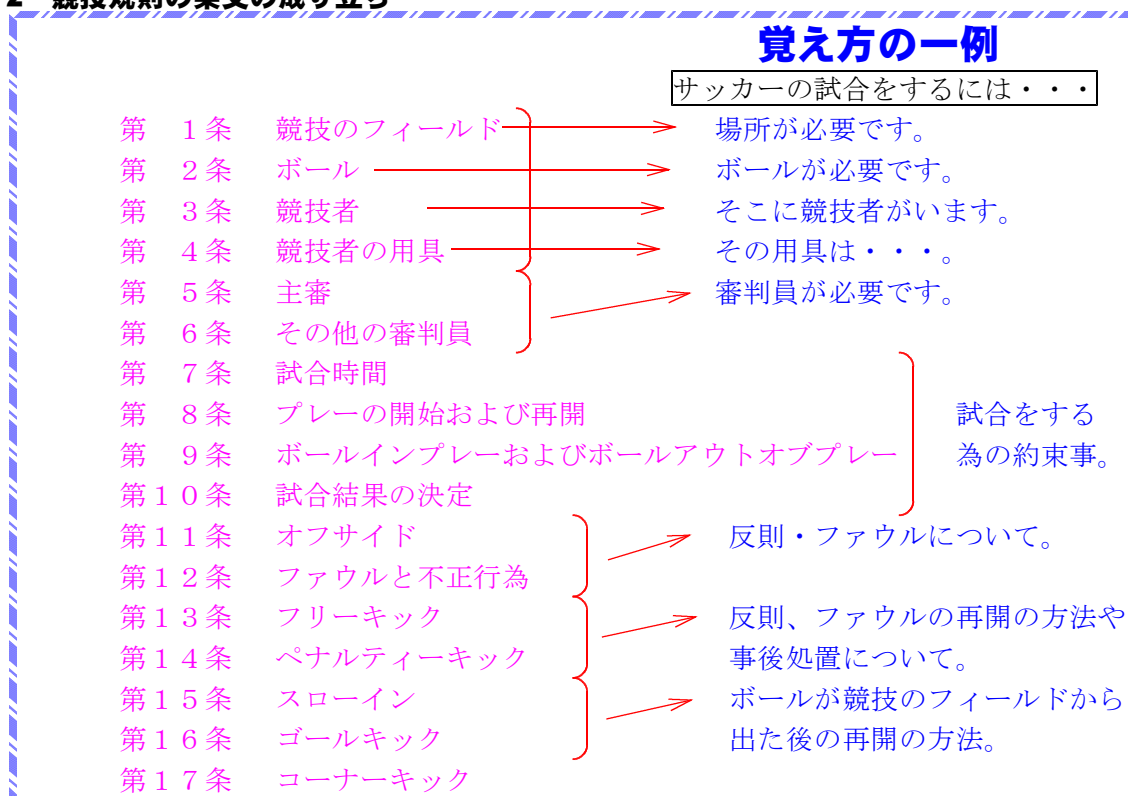 2 競技規則の条文の成り立ち
覚え方の一例
サッカーの試合をするには・・・
第 1条 競技のフィールド 場所が必要です。
第 2条 ボール ボールが必要です。
第 3条 競技者 そこに競技者がいます。
第 4条 競技者の用具 その用具は・・・。
第 5条 主審 審判員が必要です。
第 6条 その他の審判員
第 7条 試合時間
第 8条 プレーの開始および再開 試合をする
第 9条 ボールインプレーおよびボールアウトオブプレー 為の約束事。
第10条 試合結果の決定
第11条 オフサイド 反則・ファウルについて。
第12条 ファウルと不正行為
第13条 フリーキック 反則、ファウルの再開の方法や
第14条 ペナルティーキック 事後処置について。
第15条 スローイン ボールが競技のフィールドから
第16条 ゴールキック 出た後の再開の方法。
第17条 コーナーキック